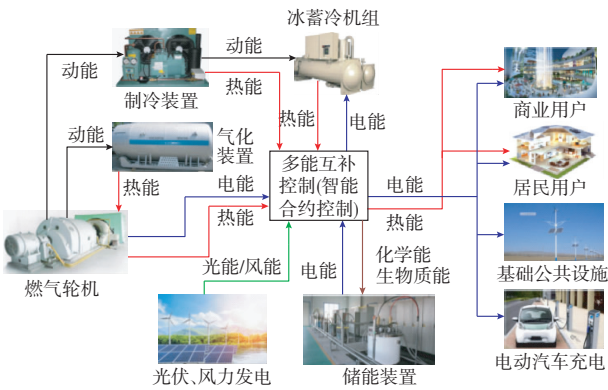 冰蓄冷机组
动能
动能
制冷装置
热能
商业用户
动能
气化
装置
热能
电能
热能
电能
热能
多能互补
控制(智能
合约控制)
电能
热能
居民用户
燃气轮机
光能/风能
电能
化学能
生物质能
基础公共设施
光伏、风力发电
储能装置
电动汽车充电